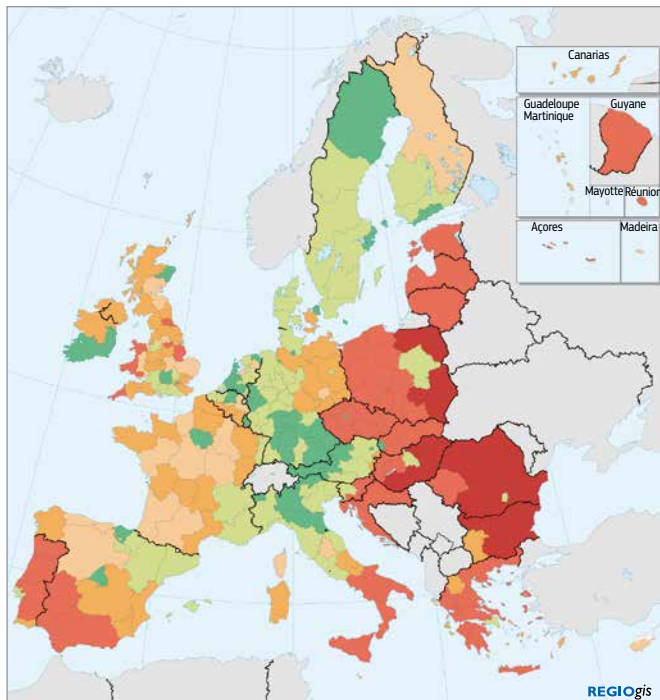 Canarias
Guadeloupe
Martinique
Guyane
Mayotte
Réunion
Açores
Madeira
REGIOgis